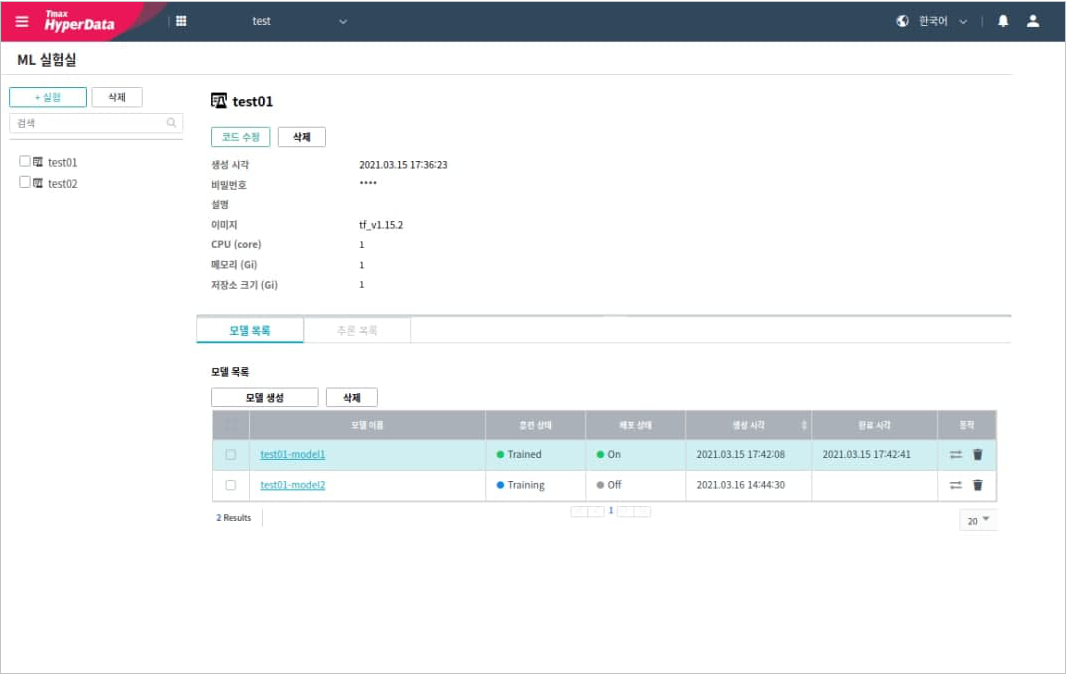 Tmax
HyperData
test
한국어
ML 실험실
+ 실험 삭제
검색
test01
test02
test01
코드 수정 삭제
생성 시각 2021.03.15 17:36:23
비밀번호 ****
설명
이미지 tf_v1.15.2
CPU (core) 1
메모리 (Gi) 1
저장소 크기 (Gi) 1
모델 목록 추론 목록
모델 목록
모델 생성 삭제
모델 이름 훈련 상태 배포 상태 생성 시각 완료 시각 동작
test01-model1 Trained On 2021.03.15 17:42:08 2021.03.15 17:42:41
test01-model2 Training Off 2021.03.16 14:44:30
2 Results 1 20